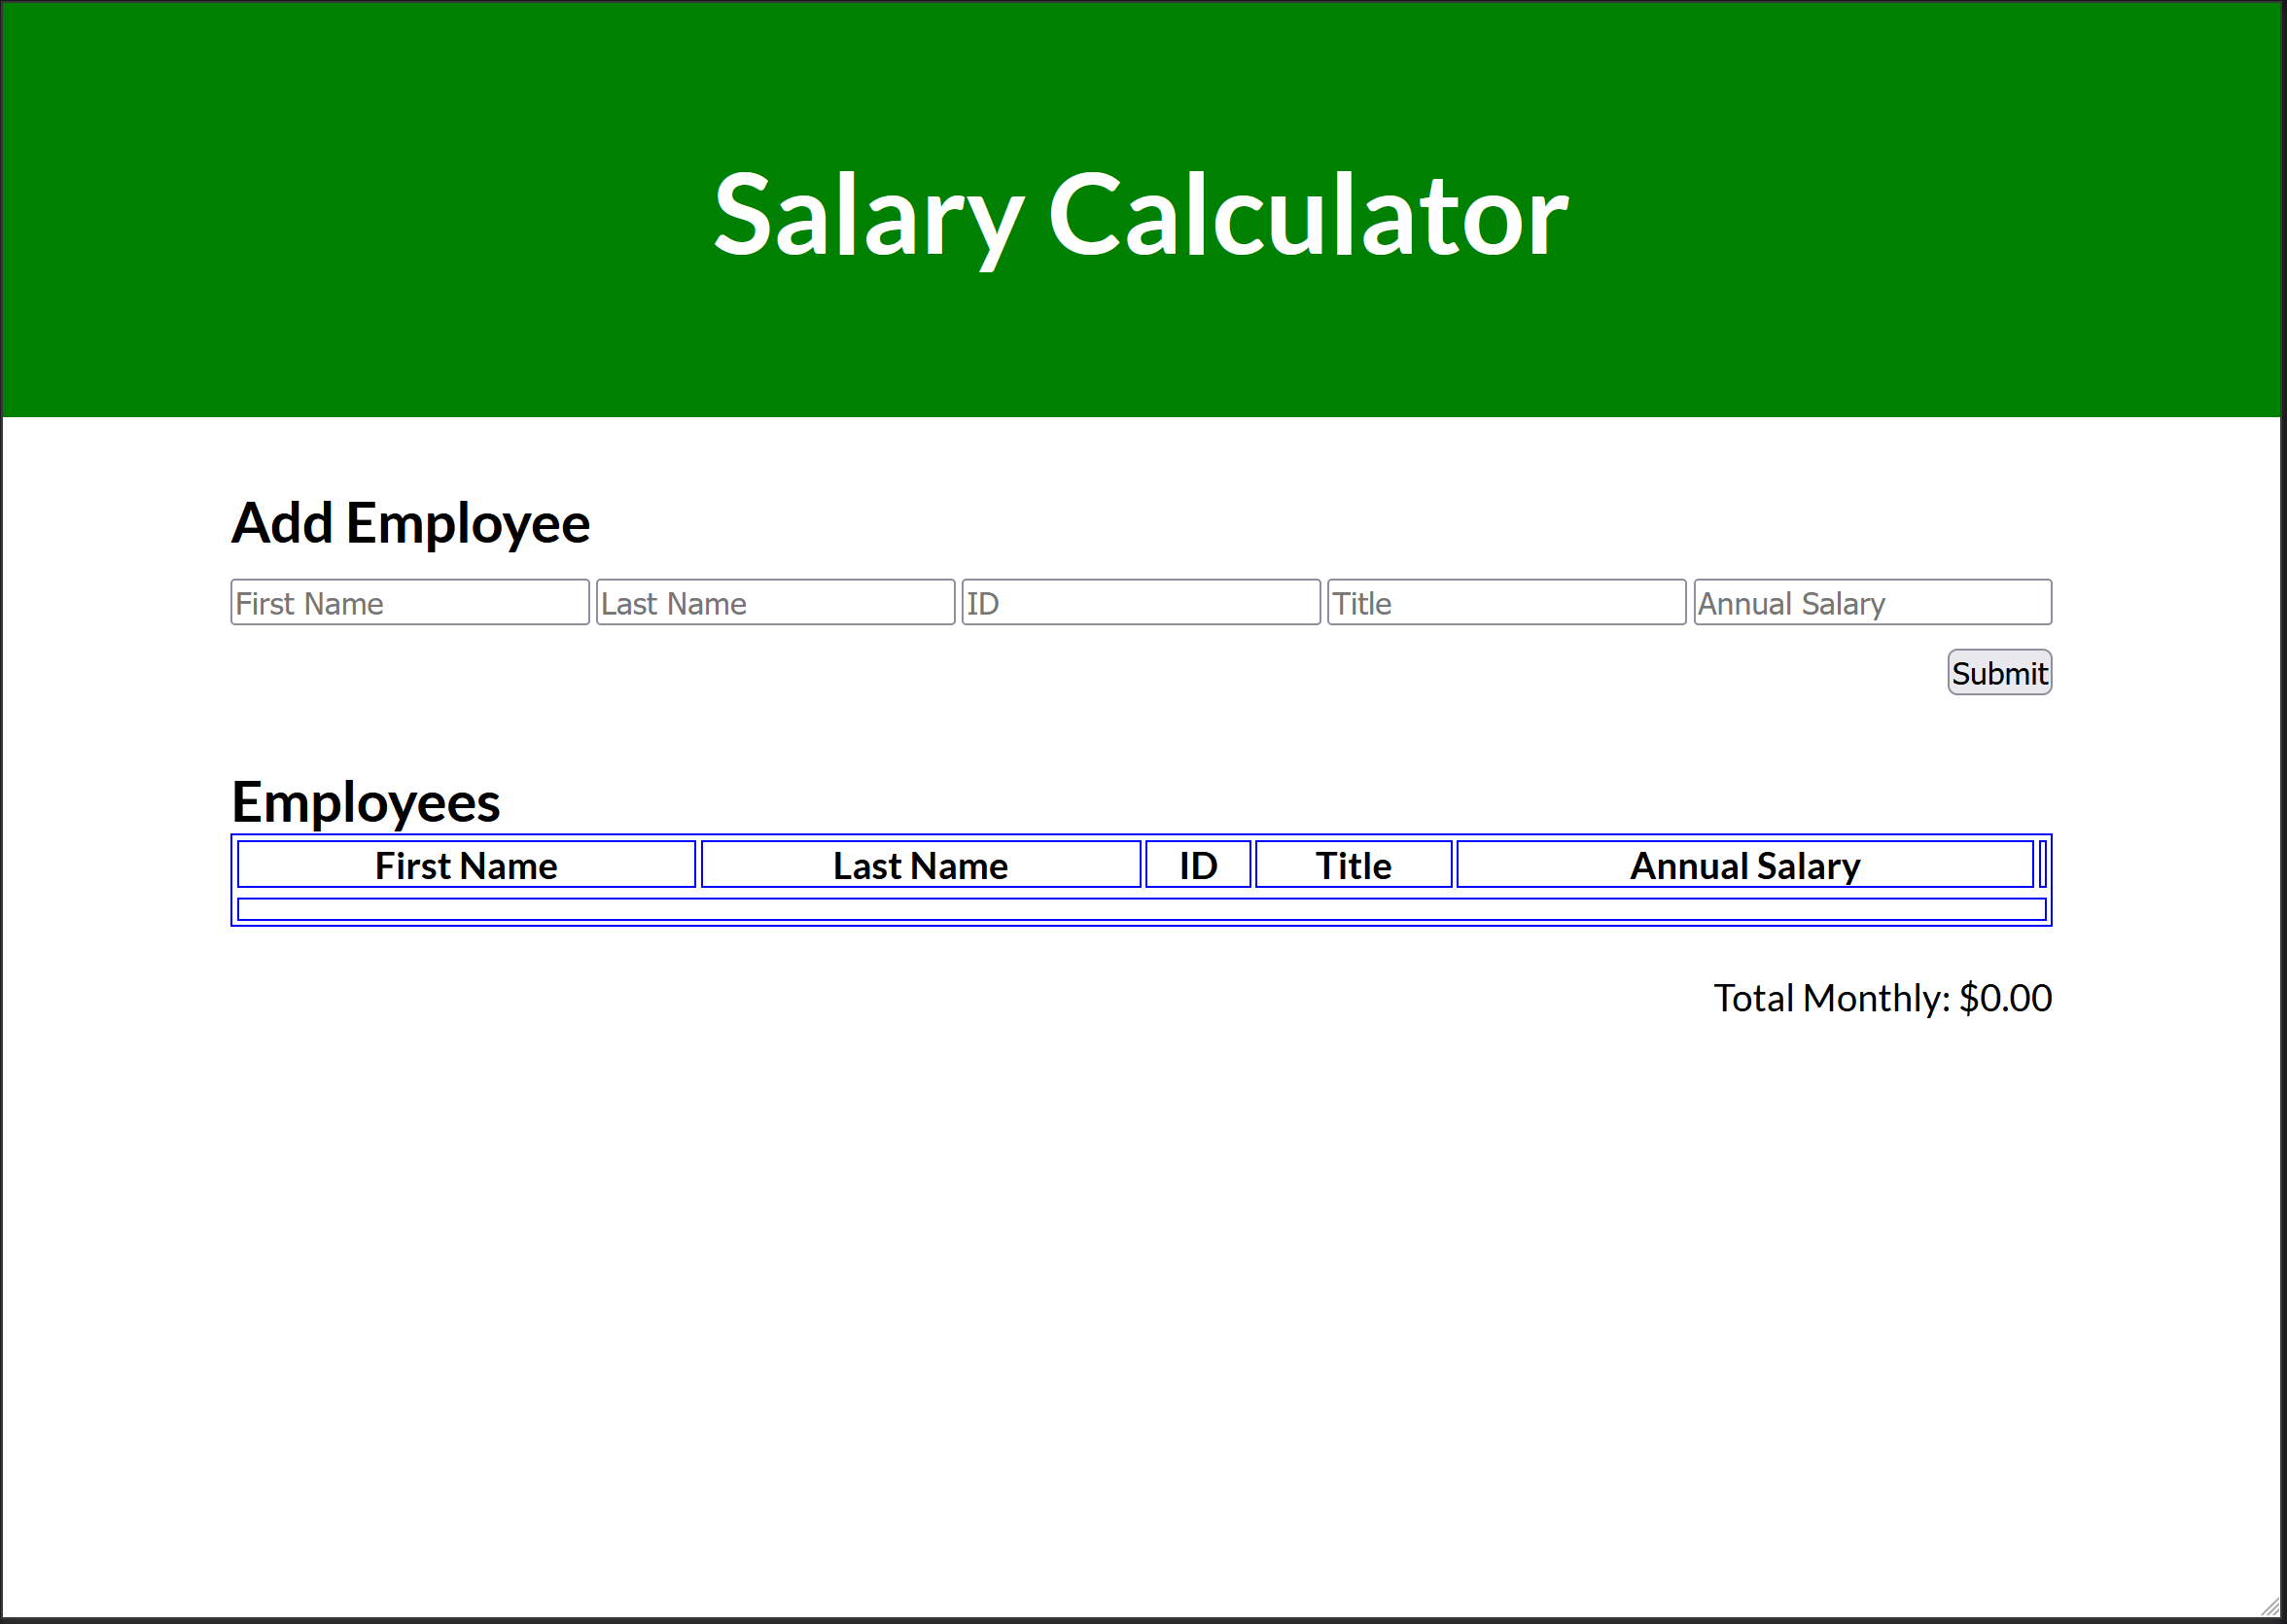 Salary Calculator
Add Employee
First Name Last Name ID Title Annual Salary
Submit
Employees
First Name Last Name ID Title Annual Salary
Total Monthly: $0.00